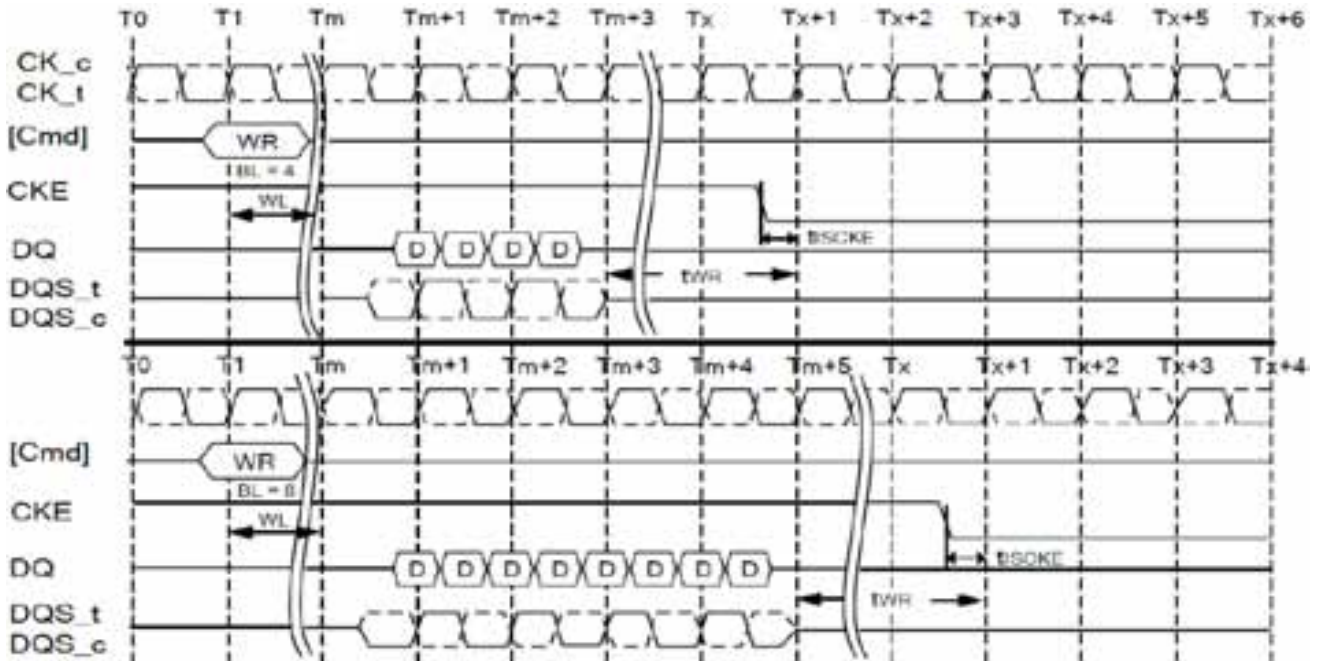 T0 T1 Tm Tm+1 Tm+2 Tm+3 Tx Tx+1 Tx+2 Tx+3 Tx+4 Tx+5 Tx+6
CK_c
CK_t
[Cmd] WR
BL = 4
CKE
WL
tISCKE
DQ D D D D
tWR
DQS_t
DQS_c
T0 T1 Tm Tm+1 Tm+2 Tm+3 Tm+4 Tm+5 Tx Tx+1 Tx+2 Tx+3 Tx+4
[Cmd] WR
BL = 8
CKE
WL
tISCKE
DQ D D D D D D D D
tWR
DQS_t
DQS_c